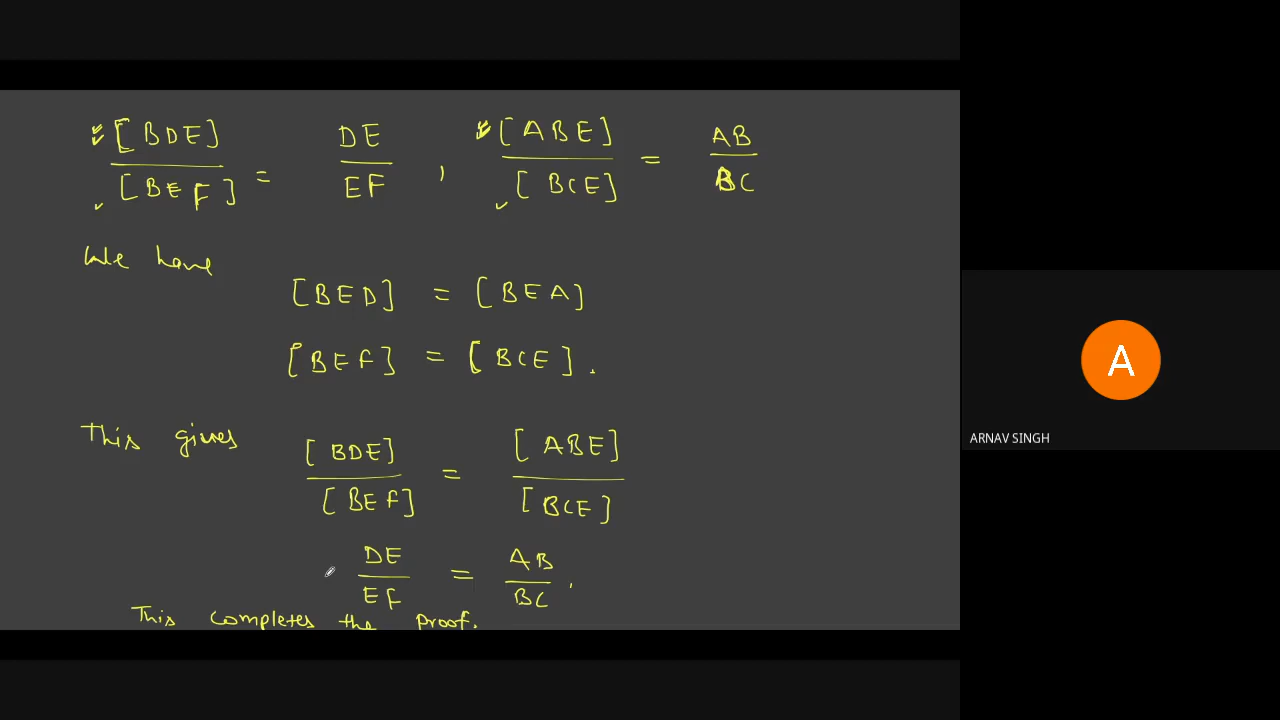 [BDE] / [BEF] = DE / EF , [ABE] / [BCE] = AB / BC
We have
[BED] = [BEA]
[BEF] = [BCE].
This gives [BDE] / [BEF] = [ABE] / [BCE]
DE / EF = AB / BC .
This completes the proof.
A
ARNAV SINGH